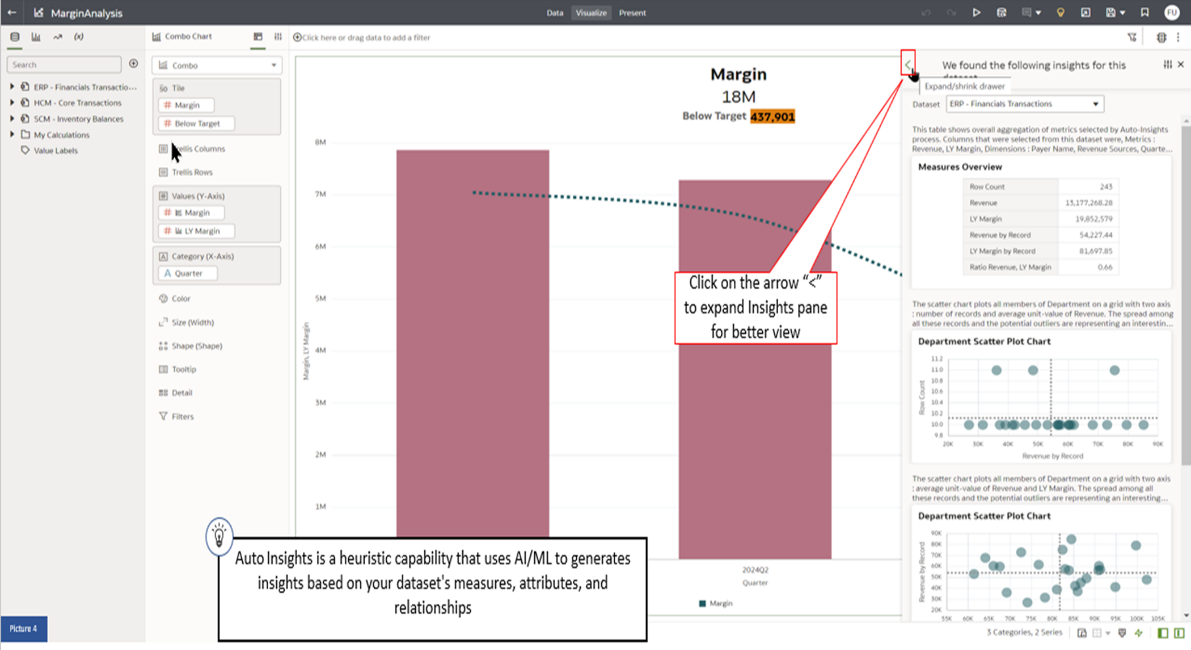 MarginAnalysis
Data Visualize Present
FU
Combo Chart
Click here or drag data to add a filter
Search
ERP - Financials Transactio...
HCM - Core Transactions
SCM - Inventory Balances
My Calculations
Value Labels
Combo
Tile
# Margin
# Below Target
Trellis Columns
Trellis Rows
Values (Y-Axis)
# Margin
# LY Margin
Category (X-Axis)
A Quarter
Color
Size (Width)
Shape (Shape)
Tooltip
Detail
Filters
Margin
18M
Below Target 437,901
8M
7M
6M
5M
4M
3M
2M
1M
Margin, LY Margin
2024Q2
Quarter
Margin
Click on the arrow “<”
to expand Insights pane
for better view
We found the following insights for this
Expand/shrink drawer
Dataset ERP - Financials Transactions
This table shows overall aggregation of metrics selected by Auto-Insights
process. Columns that were selected from this dataset were, Metrics :
Revenue, LY Margin, Dimensions : Payer Name, Revenue Sources, Quarte...
Measures Overview
Row Count 243
Revenue 13,177,268.28
LY Margin 19,852,579
Revenue by Record 54,227.44
LY Margin by Record 81,697.85
Ratio Revenue, LY Margin 0.66
The scatter chart plots all members of Department on a grid with two axis
: number of records and average unit-value of Revenue. The spread among
all these records and the potential outliers are representing an interestin...
Department Scatter Plot Chart
11.2
11.0
10.8
10.6
10.4
10.2
10.0
9.8
Row Count
20K 30K 40K 50K 60K 70K 80K 90K
Revenue by Record
The scatter chart plots all members of Department on a grid with two axis
: average unit-value of Revenue and LY Margin. The spread among all
these records and the potential outliers are representing an interesting...
Department Scatter Plot Chart
90K
80K
70K
60K
50K
40K
30K
20K
Revenue by Record
55K 60K 65K 70K 75K 80K 85K 90K 95K 100K 105K
3 Categories, 2 Series
Auto Insights is a heuristic capability that uses AI/ML to generates
insights based on your dataset's measures, attributes, and
relationships
Picture 4